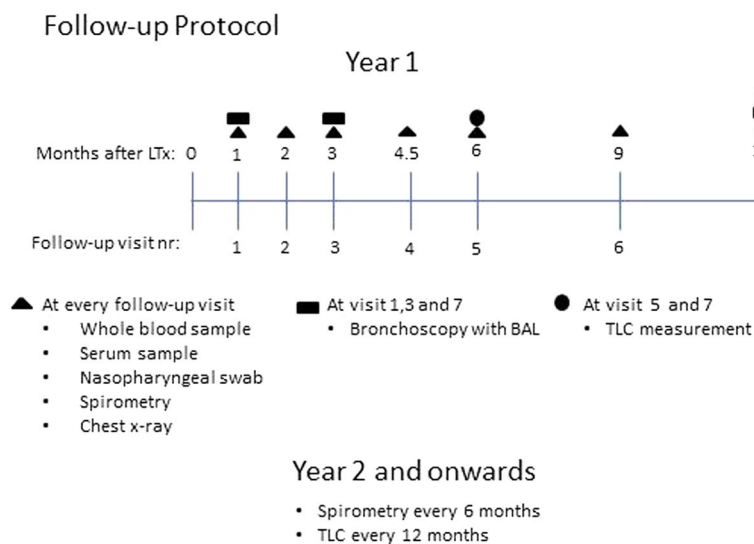 Follow-up Protocol
Year 1
Months after LTx: 0 1 2 3 4.5 6 9
Follow-up visit nr: 1 2 3 4 5 6
At every follow-up visit
• Whole blood sample
• Serum sample
• Nasopharyngeal swab
• Spirometry
• Chest x-ray
At visit 1,3 and 7
• Bronchoscopy with BAL
At visit 5 and 7
• TLC measurement
Year 2 and onwards
• Spirometry every 6 months
• TLC every 12 months